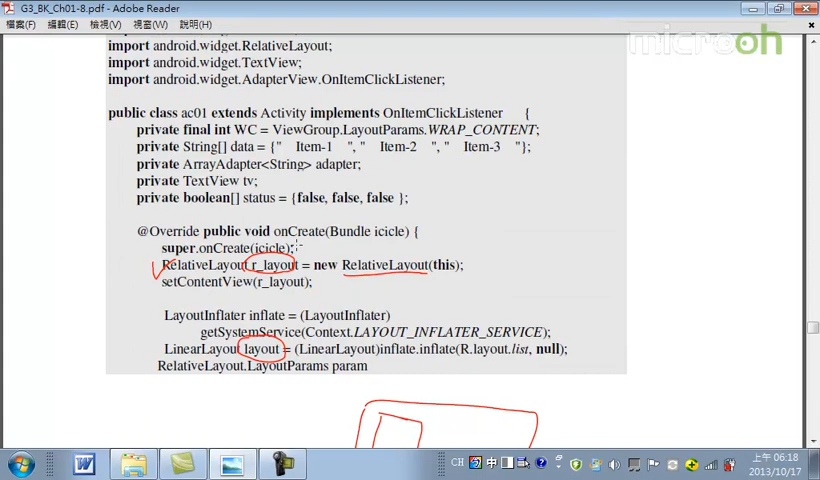 G3_BK_Ch01-8.pdf - Adobe Reader
檔案(F) 編輯(E) 檢視(V) 視窗(W) 說明(H)
microoh
import android.widget.RelativeLayout;
import android.widget.TextView;
import android.widget.AdapterView.OnItemClickListener;
public class ac01 extends Activity implements OnItemClickListener {
private final int WC = ViewGroup.LayoutParams.WRAP_CONTENT;
private String[] data = {" Item-1 ", " Item-2 ", " Item-3 "};
private ArrayAdapter<String> adapter;
private TextView tv;
private boolean[] status = {false, false, false };
@Override public void onCreate(Bundle icicle) {
super.onCreate(icicle);
RelativeLayout r_layout = new RelativeLayout(this);
setContentView(r_layout);
LayoutInflater inflate = (LayoutInflater)
getSystemService(Context.LAYOUT_INFLATER_SERVICE);
LinearLayout layout = (LinearLayout)inflate.inflate(R.layout.list, null);
RelativeLayout.LayoutParams param
CH 中
上午 06:18
2013/10/17